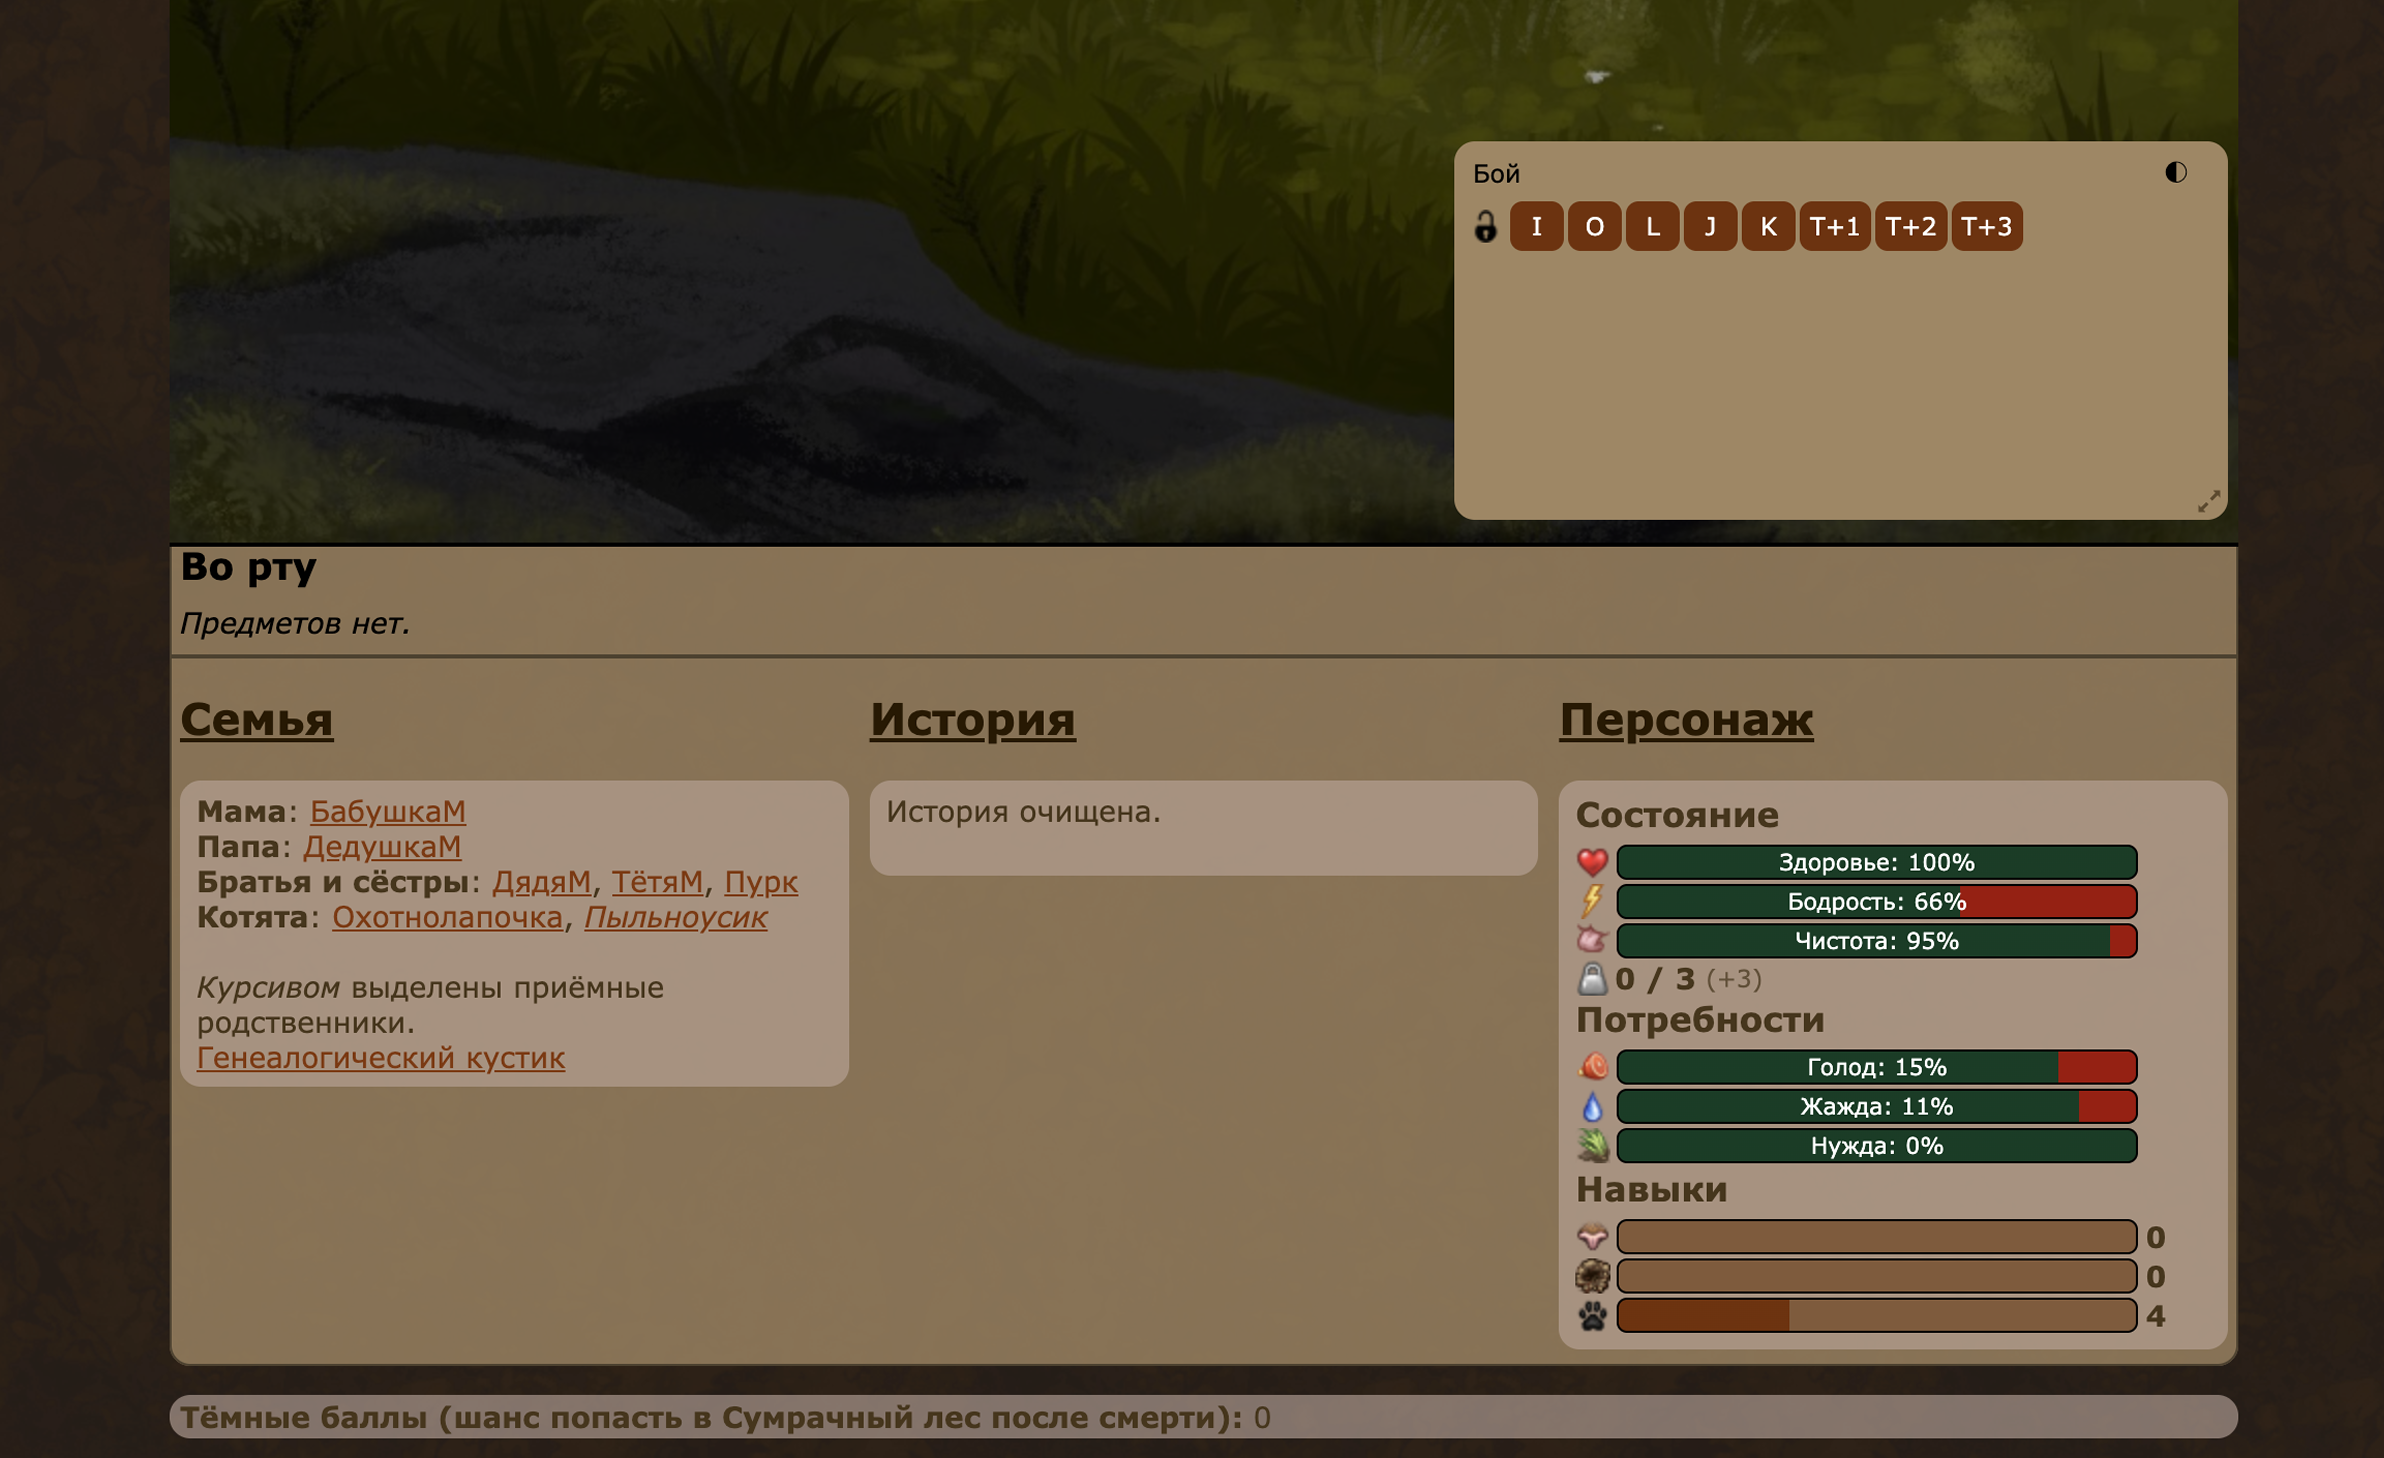 Бой
I O L J K T+1 T+2 T+3
Во рту
Предметов нет.
Семья
Мама: БабушкаМ
Папа: ДедушкаМ
Братья и сёстры: ДядяМ, ТётяМ, Пурк
Котята: Охотнолапочка, Пыльноусик
Курсивом выделены приёмные
родственники.
Генеалогический кустик
История
История очищена.
Персонаж
Состояние
Здоровье: 100%
Бодрость: 66%
Чистота: 95%
0 / 3 (+3)
Потребности
Голод: 15%
Жажда: 11%
Нужда: 0%
Навыки
0
0
4
Тёмные баллы (шанс попасть в Сумрачный лес после смерти): 0